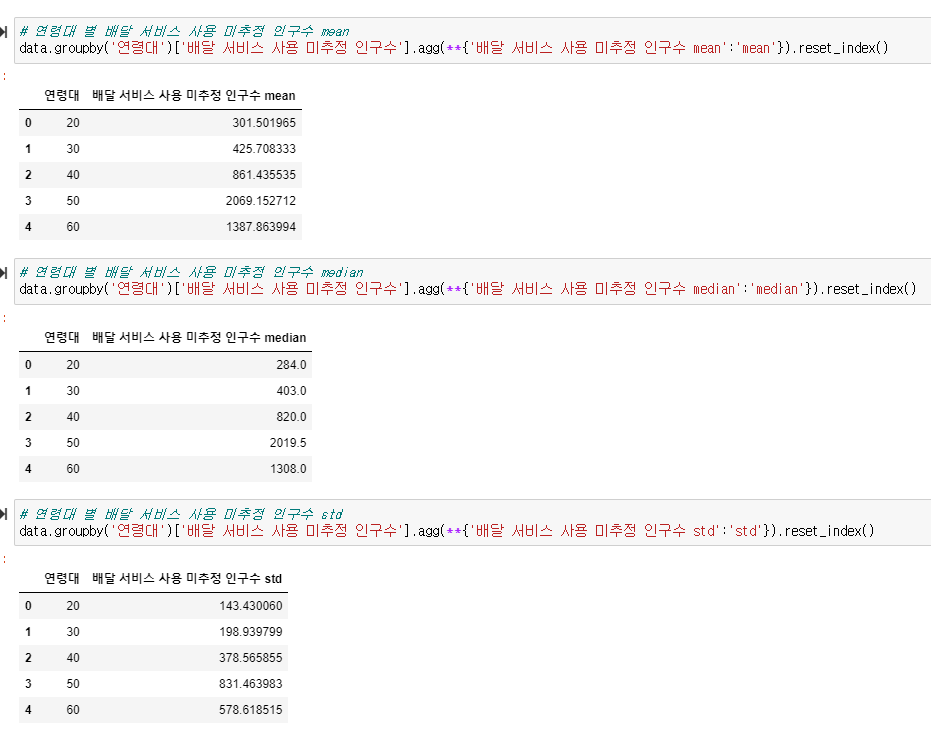 # 연령대 별 배달 서비스 사용 미추정 인구수 mean
data.groupby('연령대')['배달 서비스 사용 미추정 인구수'].agg(**{'배달 서비스 사용 미추정 인구수 mean':'mean'}).reset_index()
:
연령대 배달 서비스 사용 미추정 인구수 mean
0 20 301.501965
1 30 425.708333
2 40 861.435535
3 50 2069.152712
4 60 1387.863994
# 연령대 별 배달 서비스 사용 미추정 인구수 median
data.groupby('연령대')['배달 서비스 사용 미추정 인구수'].agg(**{'배달 서비스 사용 미추정 인구수 median':'median'}).reset_index()
:
연령대 배달 서비스 사용 미추정 인구수 median
0 20 284.0
1 30 403.0
2 40 820.0
3 50 2019.5
4 60 1308.0
# 연령대 별 배달 서비스 사용 미추정 인구수 std
data.groupby('연령대')['배달 서비스 사용 미추정 인구수'].agg(**{'배달 서비스 사용 미추정 인구수 std':'std'}).reset_index()
:
연령대 배달 서비스 사용 미추정 인구수 std
0 20 143.430060
1 30 198.939799
2 40 378.565855
3 50 831.463983
4 60 578.618515